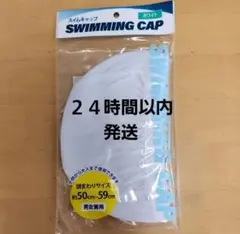 スイムキャップ
ホワイト
SWIMMING CAP
２４時間以内
発送
頭まわりサイズ
約50cm~59cm
男女兼用